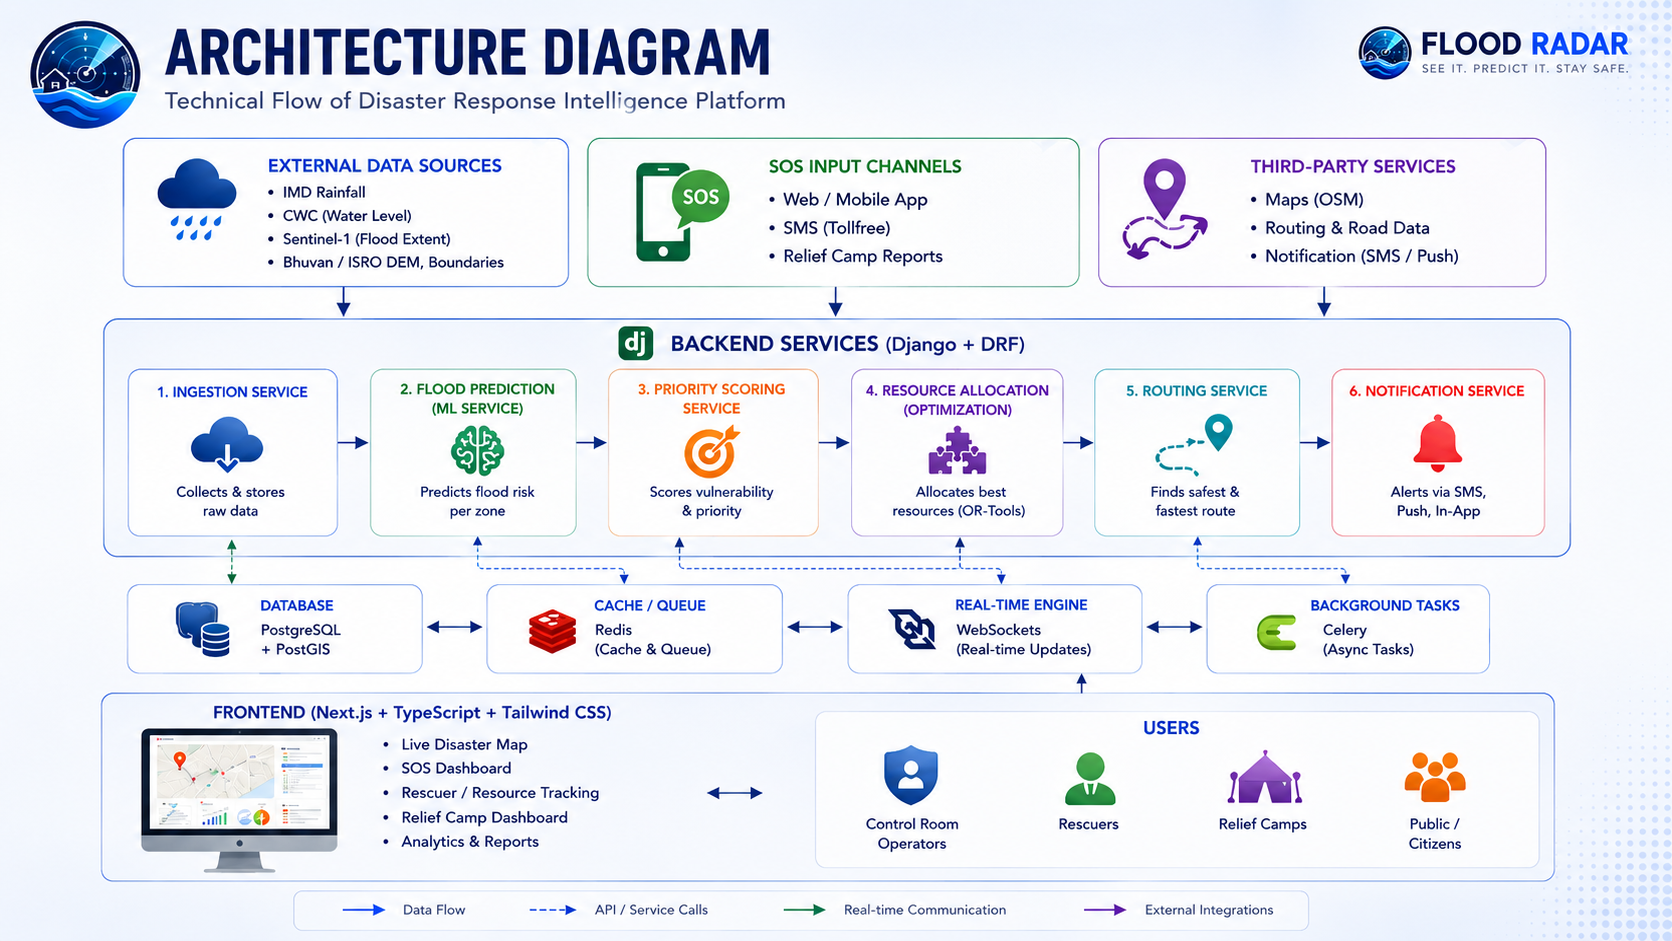 ARCHITECTURE DIAGRAM
Technical Flow of Disaster Response Intelligence Platform
FLOOD RADAR
SEE IT. PREDICT IT. STAY SAFE.
EXTERNAL DATA SOURCES
• IMD Rainfall
• CWC (Water Level)
• Sentinel-1 (Flood Extent)
• Bhuvan / ISRO DEM, Boundaries
SOS
SOS INPUT CHANNELS
• Web / Mobile App
• SMS (Tollfree)
• Relief Camp Reports
THIRD-PARTY SERVICES
• Maps (OSM)
• Routing & Road Data
• Notification (SMS / Push)
dj
BACKEND SERVICES (Django + DRF)
1. INGESTION SERVICE
Collects & stores
raw data
2. FLOOD PREDICTION
(ML SERVICE)
Predicts flood risk
per zone
3. PRIORITY SCORING
SERVICE
Scores vulnerability
& priority
4. RESOURCE ALLOCATION
(OPTIMIZATION)
Allocates best
resources (OR-Tools)
5. ROUTING SERVICE
Finds safest &
fastest route
6. NOTIFICATION SERVICE
Alerts via SMS,
Push, In-App
DATABASE
PostgreSQL
+ PostGIS
CACHE / QUEUE
Redis
(Cache & Queue)
REAL-TIME ENGINE
WebSockets
(Real-time Updates)
BACKGROUND TASKS
Celery
(Async Tasks)
FRONTEND (Next.js + TypeScript + Tailwind CSS)
• Live Disaster Map
• SOS Dashboard
• Rescuer / Resource Tracking
• Relief Camp Dashboard
• Analytics & Reports
USERS
Control Room
Operators
Rescuers
Relief Camps
Public /
Citizens
Data Flow
API / Service Calls
Real-time Communication
External Integrations